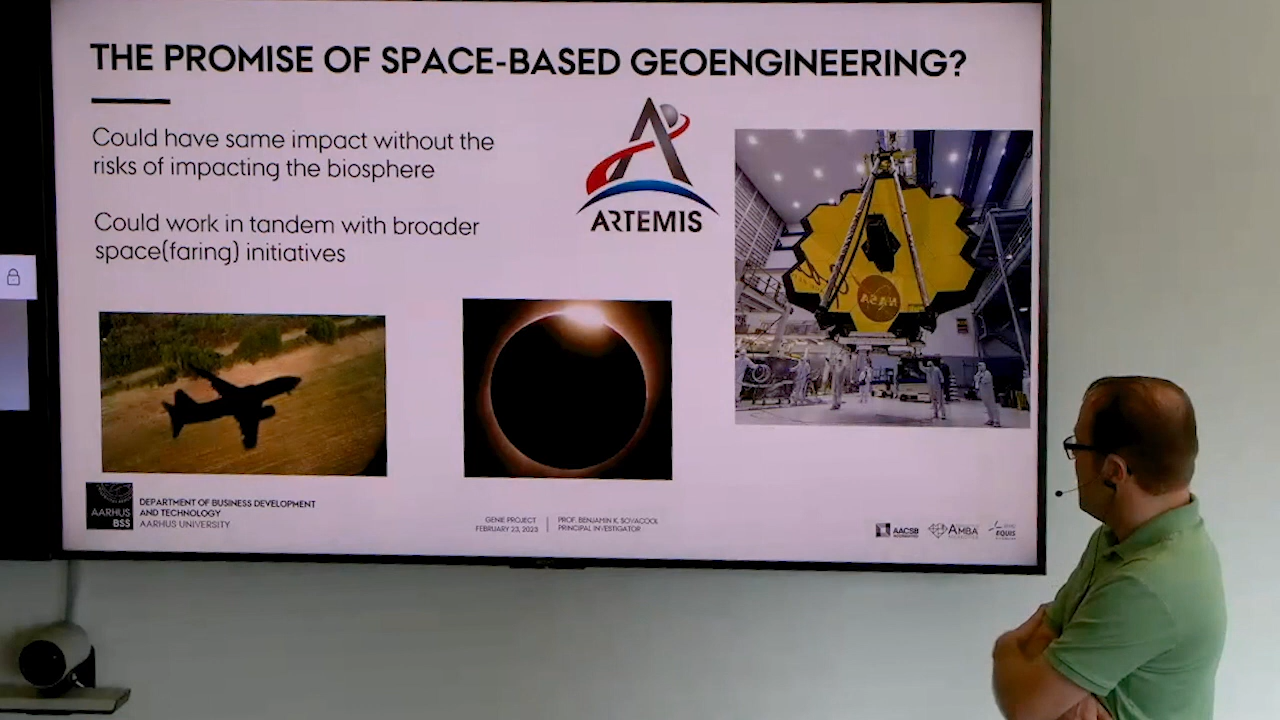 THE PROMISE OF SPACE-BASED GEOENGINEERING?
Could have same impact without the
risks of impacting the biosphere
Could work in tandem with broader
space(faring) initiatives
ARTEMIS
NASA
AARHUS
BSS
DEPARTMENT OF BUSINESS DEVELOPMENT
AND TECHNOLOGY
AARHUS UNIVERSITY
GENIE PROJECT
FEBRUARY 23, 2023
PROF. BENJAMIN K. SOVACOOL
PRINCIPAL INVESTIGATOR
AACSB
AMBA
EQUIS